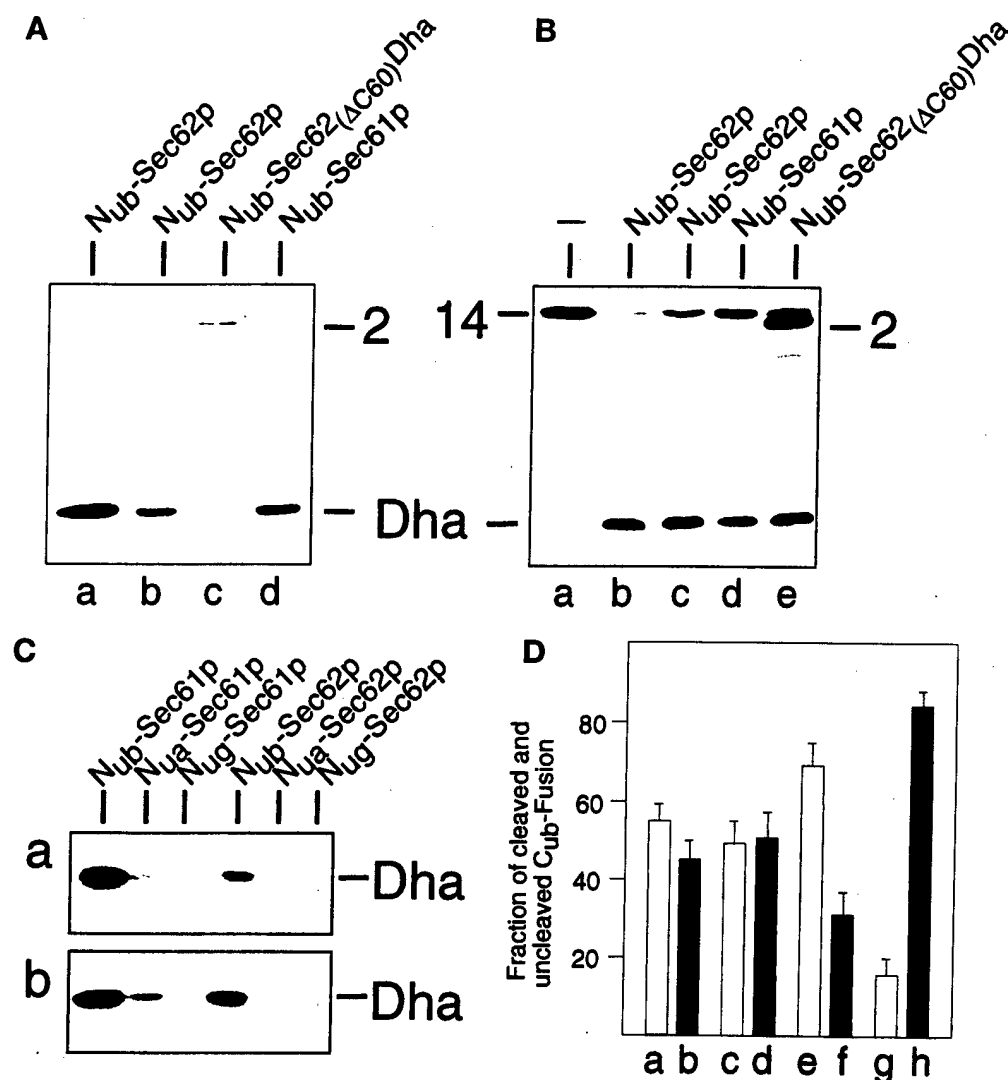 A
Nub-Sec62p
Nub-Sec62p
Nub-Sec62(ΔC60)Dha
Nub-Sec61p
2
Dha
a b c d
B
–
Nub-Sec62p
Nub-Sec62p
Nub-Sec61p
Nub-Sec62(ΔC60)Dha
14
2
a b c d e
C
Nub-Sec61p
Nua-Sec61p
Nug-Sec61p
Nub-Sec62p
Nua-Sec62p
Nug-Sec62p
a
Dha
b
Dha
D
Fraction of cleaved and
uncleaved Cub-Fusion
80
60
40
20
a b c d e f g h